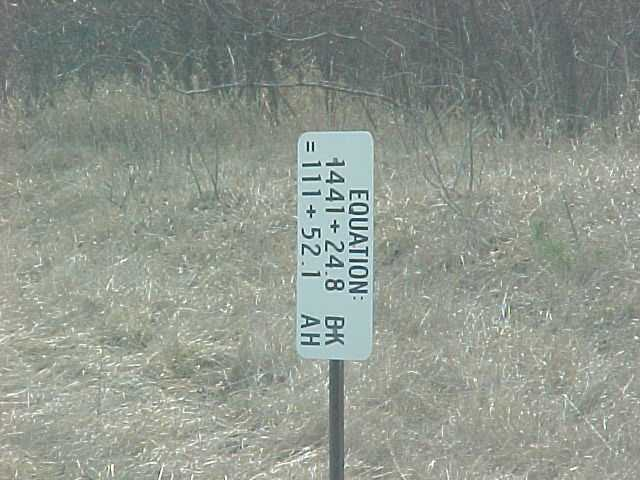 EQUATION:
1441+24.8 BK
=111+52.1 AH